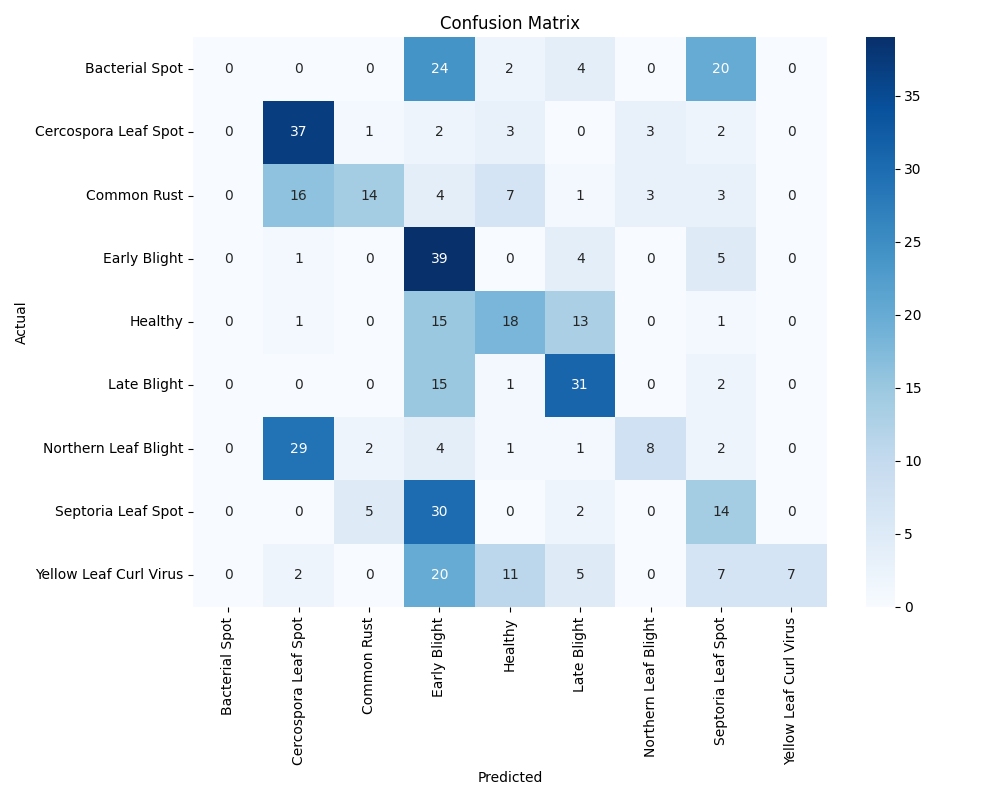 Confusion Matrix
Bacterial Spot 0 0 0 24 2 4 0 20 0
Cercospora Leaf Spot 0 37 1 2 3 0 3 2 0
Common Rust 0 16 14 4 7 1 3 3 0
Early Blight 0 1 0 39 0 4 0 5 0
Healthy 0 1 0 15 18 13 0 1 0
Late Blight 0 0 0 15 1 31 0 2 0
Northern Leaf Blight 0 29 2 4 1 1 8 2 0
Septoria Leaf Spot 0 0 5 30 0 2 0 14 0
Yellow Leaf Curl Virus 0 2 0 20 11 5 0 7 7
Actual
Bacterial Spot
Cercospora Leaf Spot
Common Rust
Early Blight
Healthy
Late Blight
Northern Leaf Blight
Septoria Leaf Spot
Yellow Leaf Curl Virus
Predicted
35
30
25
20
15
10
5
0